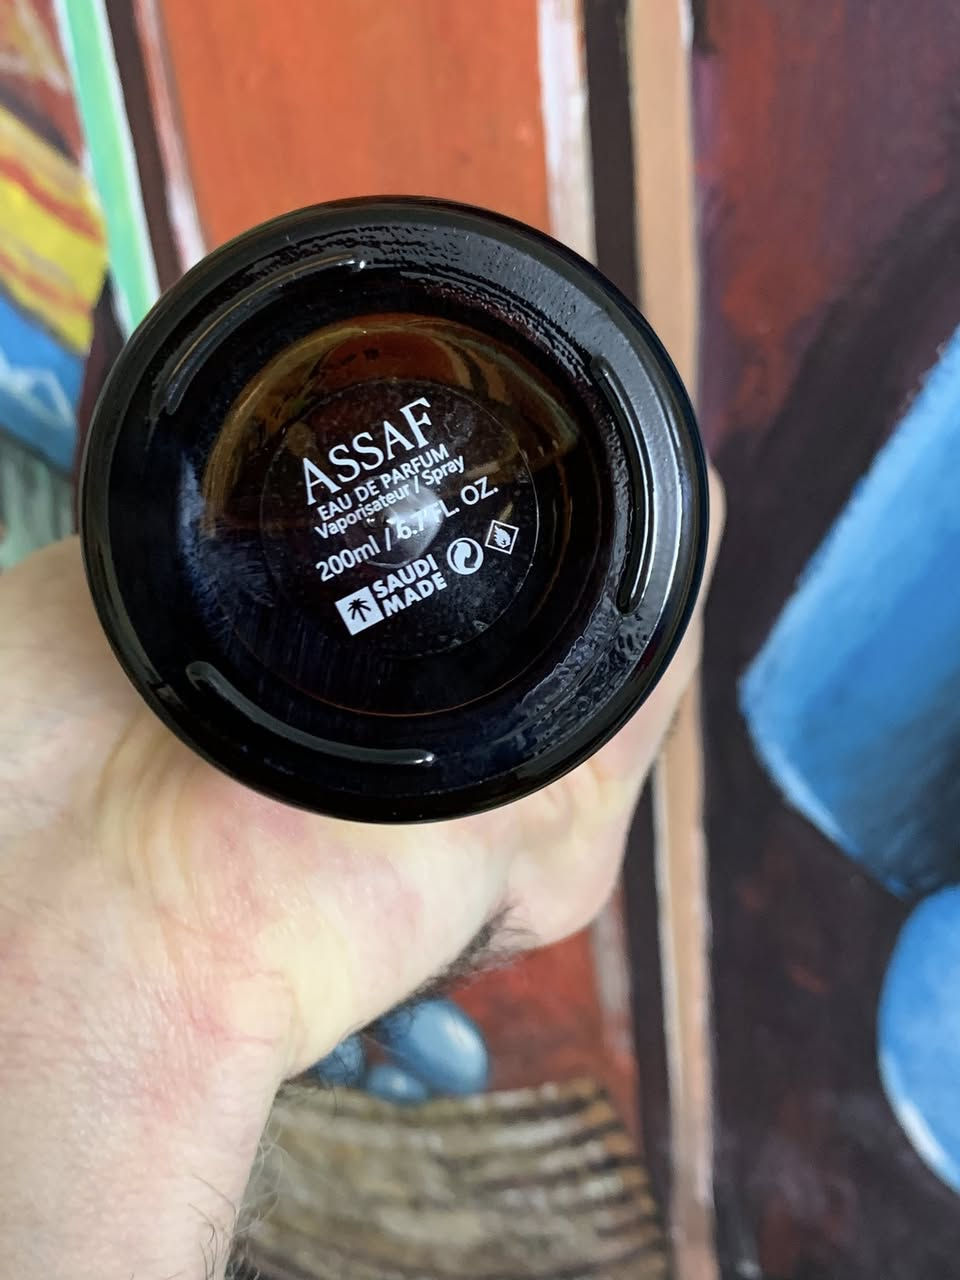 ASSAF
EAU DE PARFUM
Vaporisateur / Spray
200ml / 6.7 FL. OZ.
SAUDI
MADE